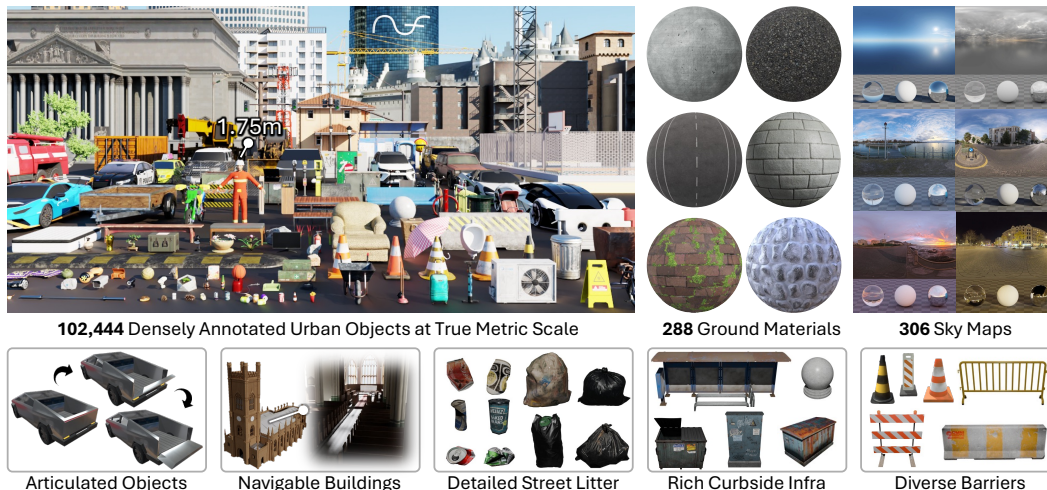 1.75m
102,444 Densely Annotated Urban Objects at True Metric Scale
288 Ground Materials
306 Sky Maps
Articulated Objects
Navigable Buildings
Detailed Street Litter
Rich Curbside Infra
Diverse Barriers